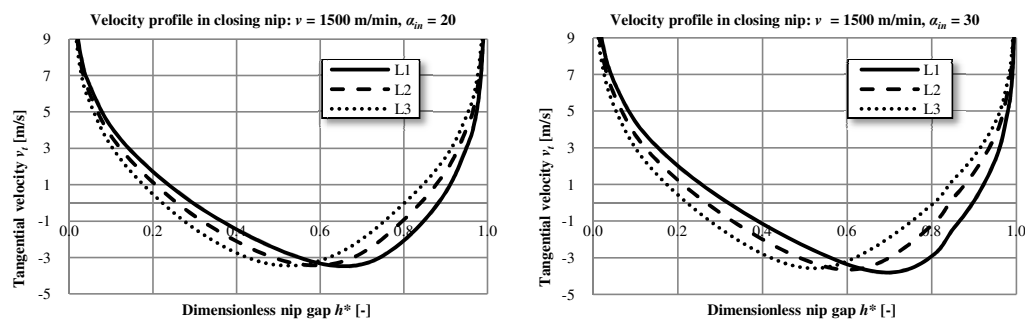 Velocity profile in closing nip: v = 1500 m/min, αin = 20
9
7
5
3
1
-1
-3
-5
0.0
0.2
0.4
0.6
0.8
1.0
Tangential velocity vt [m/s]
Dimensionless nip gap h* [-]
L1
L2
L3
Velocity profile in closing nip: v = 1500 m/min, αin = 30
9
7
5
3
1
-1
-3
-5
0.0
0.2
0.4
0.6
0.8
1.0
Tangential velocity vt [m/s]
Dimensionless nip gap h* [-]
L1
L2
L3